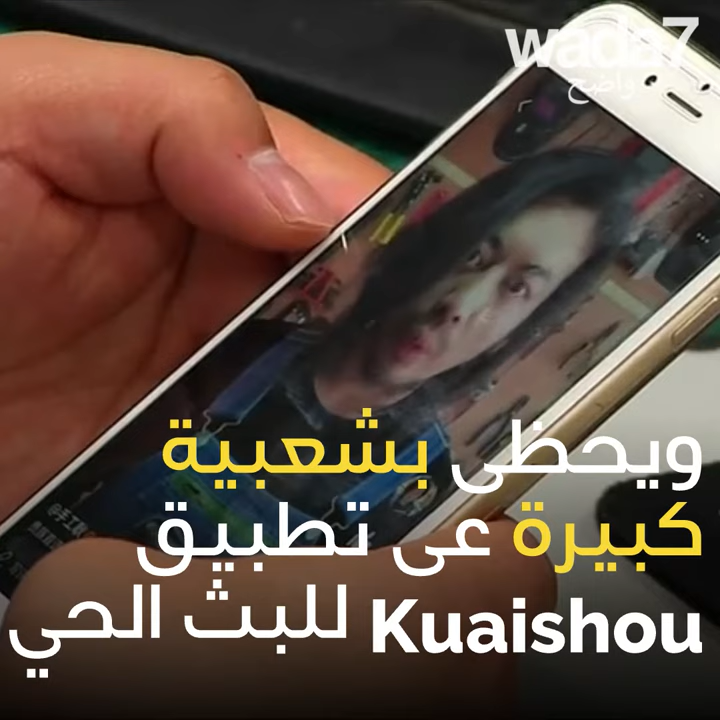 wada7
واضح
ويحظى بشعبية
كبيرة عى تطبيق
Kuaishou للبث الحي